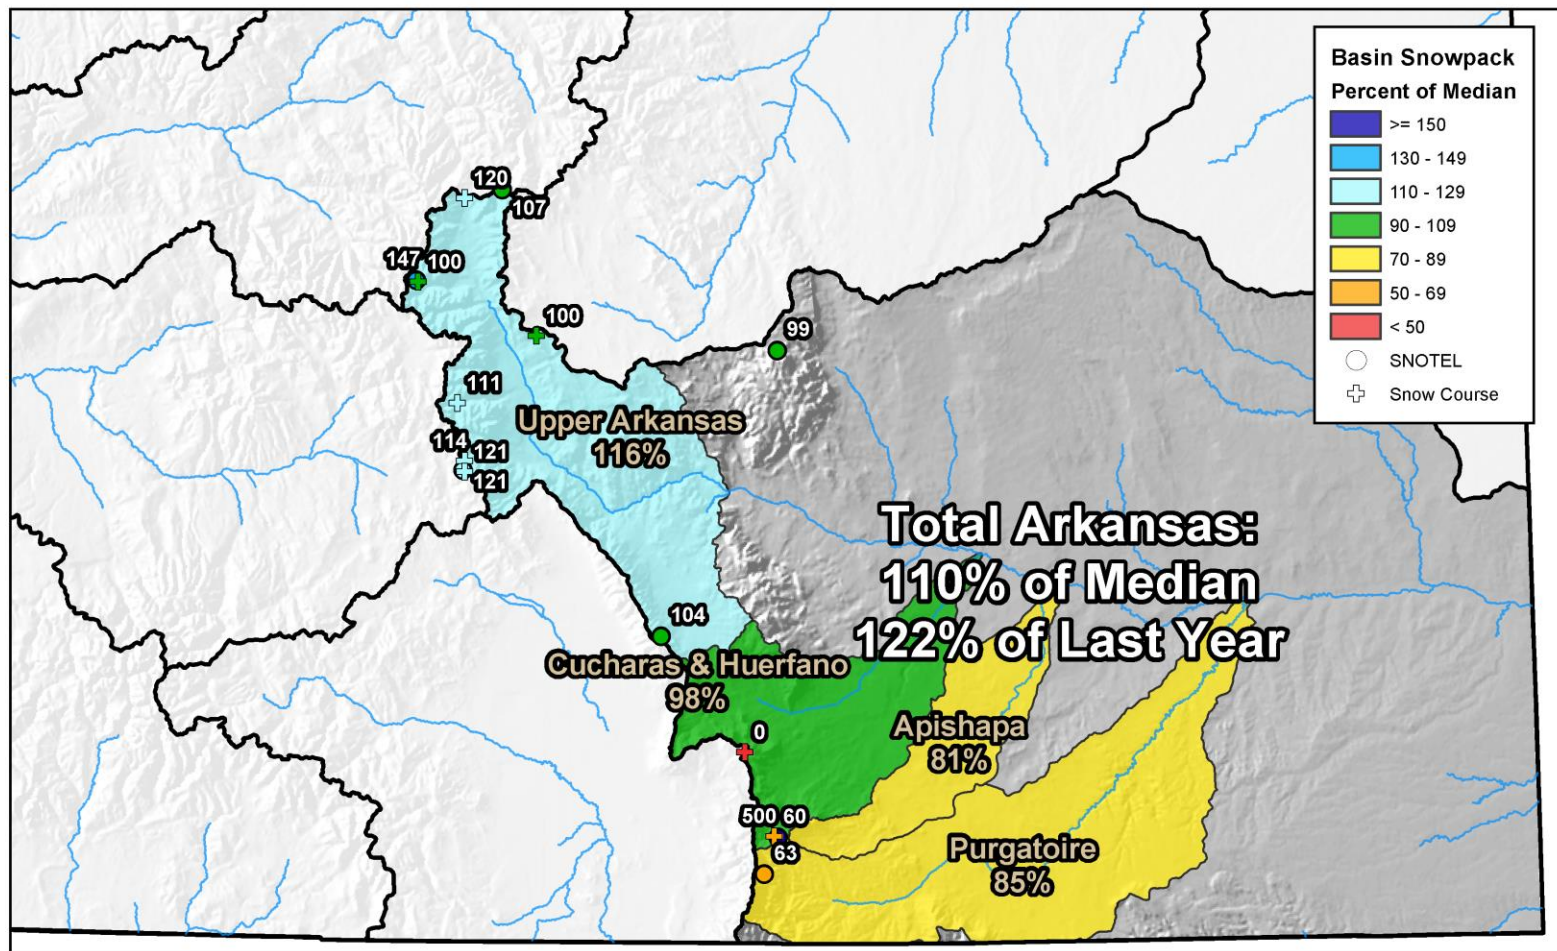 Basin Snowpack
Percent of Median
>= 150
130 - 149
110 - 129
90 - 109
70 - 89
50 - 69
< 50
SNOTEL
Snow Course
120
107
147
100
100
99
111
Upper Arkansas
116%
114
121
121
Total Arkansas:
110% of Median
122% of Last Year
104
Cucharas & Huerfano
98%
0
Apishapa
81%
500
60
63
Purgatoire
85%